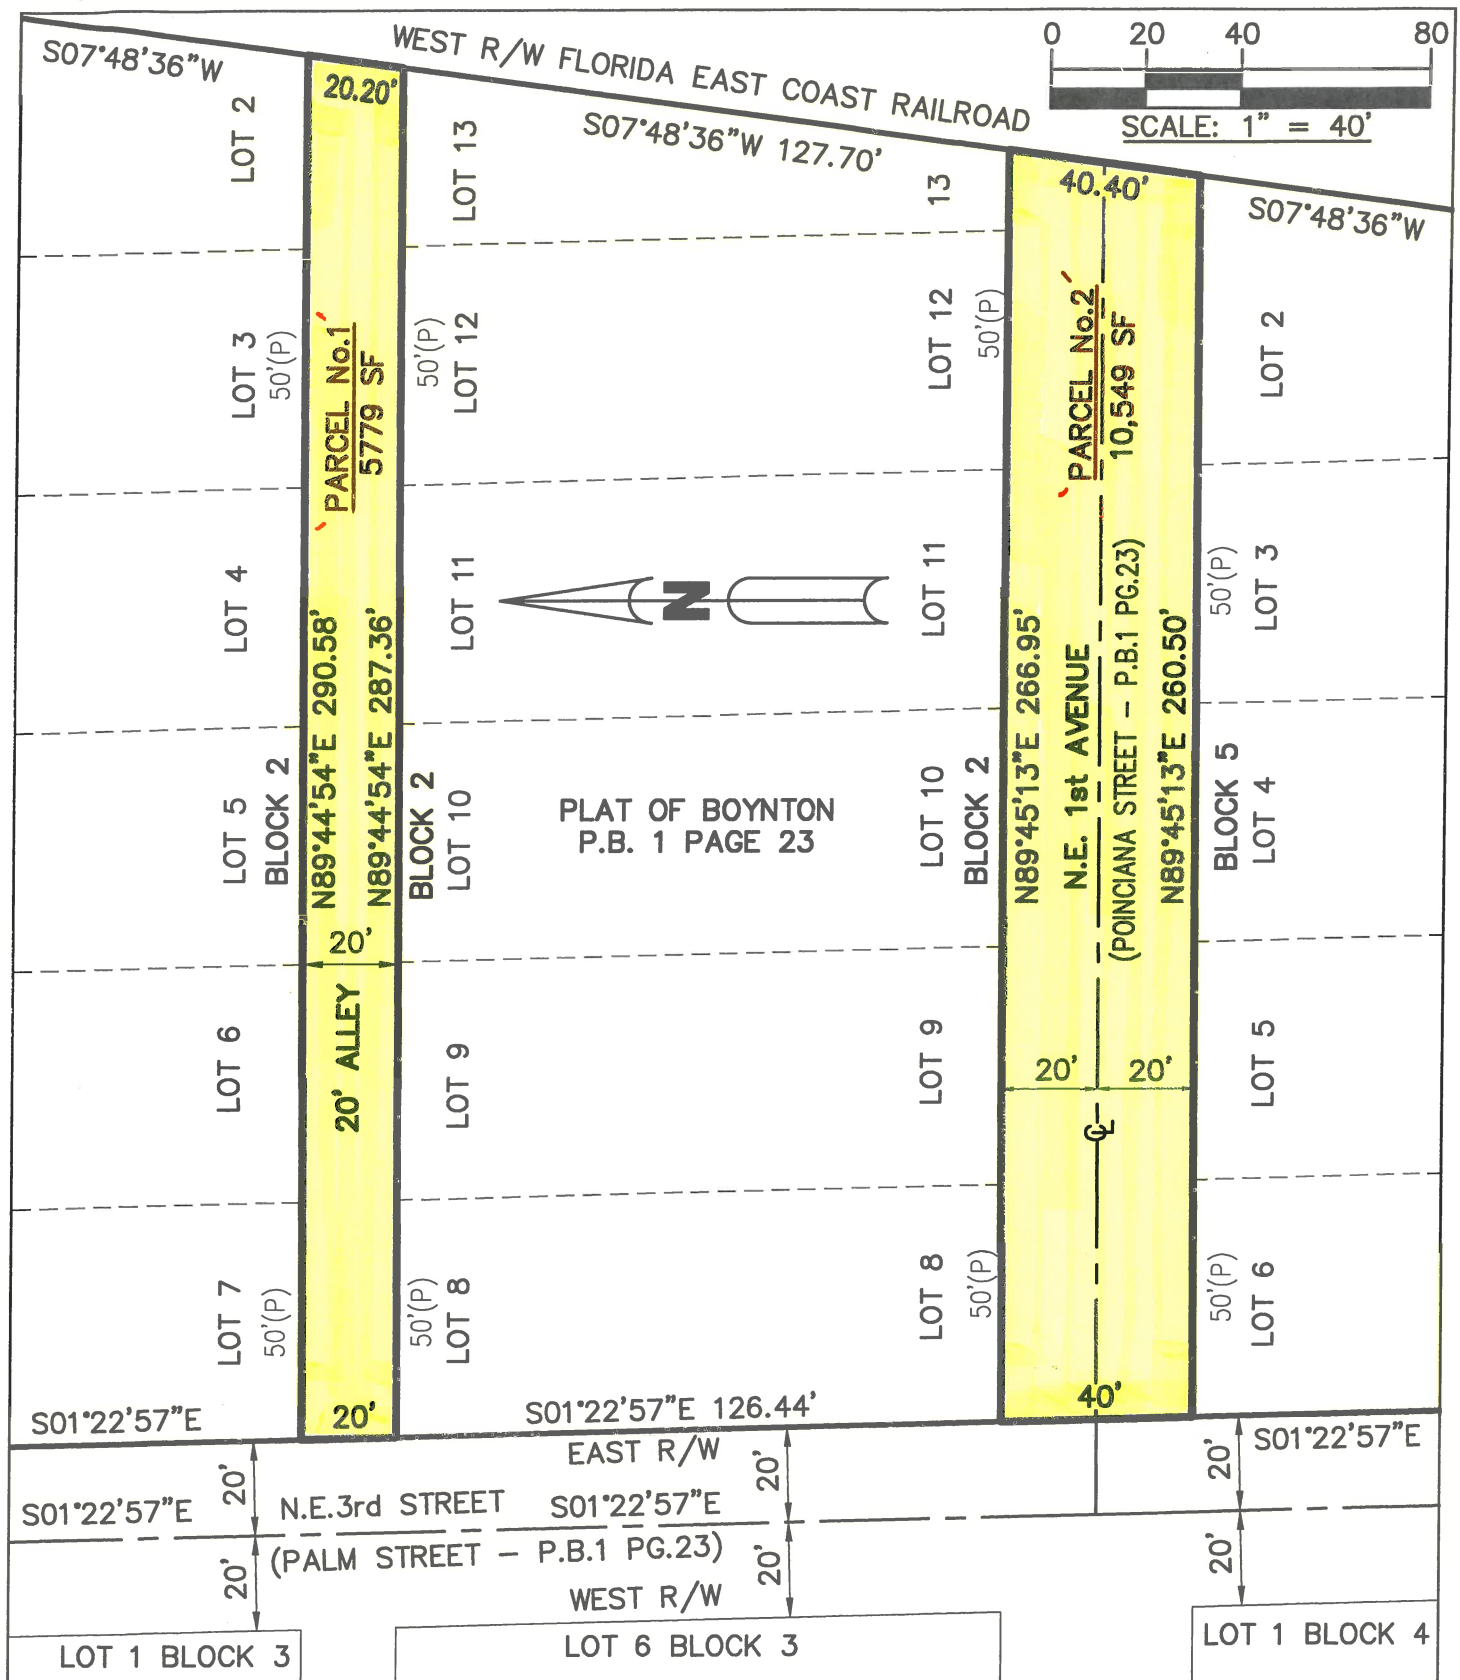 0 20 40 80
SCALE: 1" = 40'
WEST R/W FLORIDA EAST COAST RAILROAD
S07°48'36"W
S07°48'36"W 127.70'
S07°48'36"W
20.20'
40.40'
LOT 2
LOT 13
13
LOT 3
50'(P)
PARCEL No.1
5779 SF
50'(P)
LOT 12
LOT 12
50'(P)
PARCEL No.2
10,549 SF
LOT 2
LOT 4
LOT 11
N
LOT 11
50'(P)
LOT 3
LOT 5
BLOCK 2
N89°44'54"E 290.58'
N89°44'54"E 287.36'
BLOCK 2
LOT 10
PLAT OF BOYNTON
P.B. 1 PAGE 23
LOT 10
BLOCK 2
N89°45'13"E 266.95'
N.E. 1st AVENUE
(POINCIANA STREET - P.B.1 PG.23)
N89°45'13"E 260.50'
BLOCK 5
LOT 4
20'
LOT 6
20' ALLEY
LOT 9
LOT 9
20'
20'
LOT 5
CL
LOT 7
50'(P)
50'(P)
LOT 8
LOT 8
50'(P)
50'(P)
LOT 6
20'
40'
S01°22'57"E
S01°22'57"E 126.44'
S01°22'57"E
EAST R/W
20'
20'
20'
S01°22'57"E
N.E.3rd STREET
S01°22'57"E
(PALM STREET - P.B.1 PG.23)
20'
20'
20'
WEST R/W
LOT 1 BLOCK 3
LOT 6 BLOCK 3
LOT 1 BLOCK 4